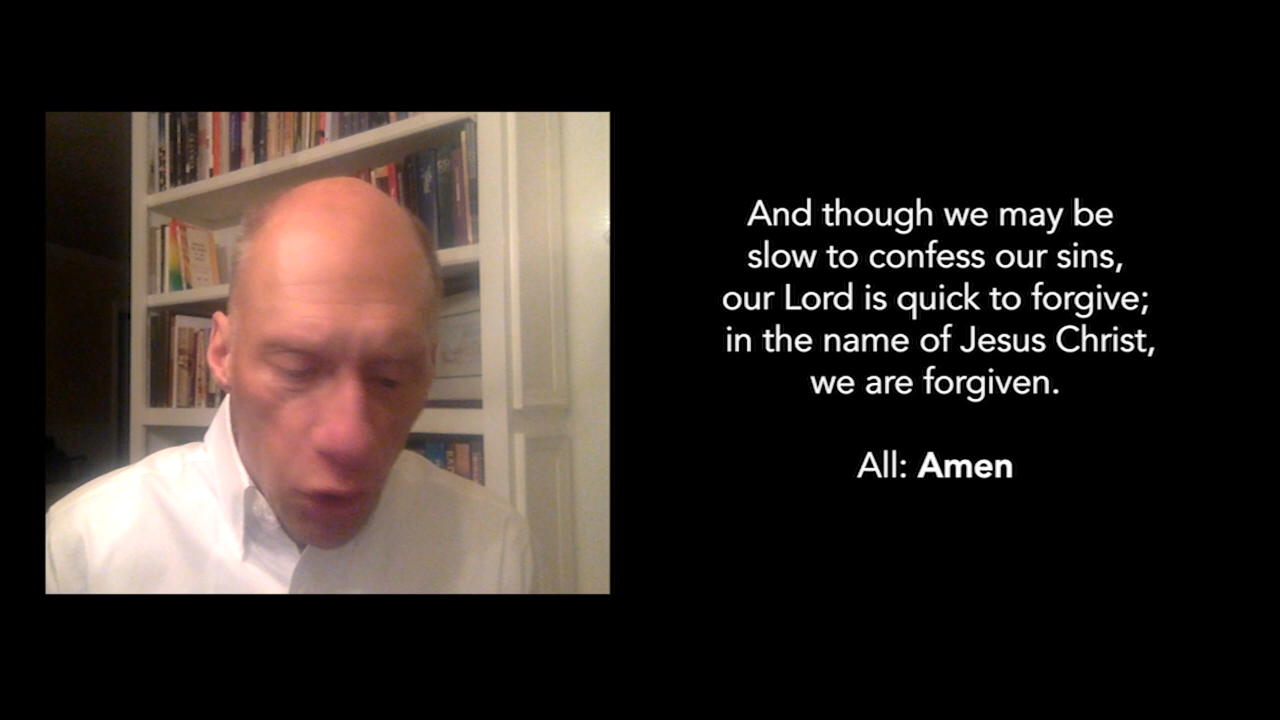 And though we may be
slow to confess our sins,
our Lord is quick to forgive;
in the name of Jesus Christ,
we are forgiven.
All: Amen